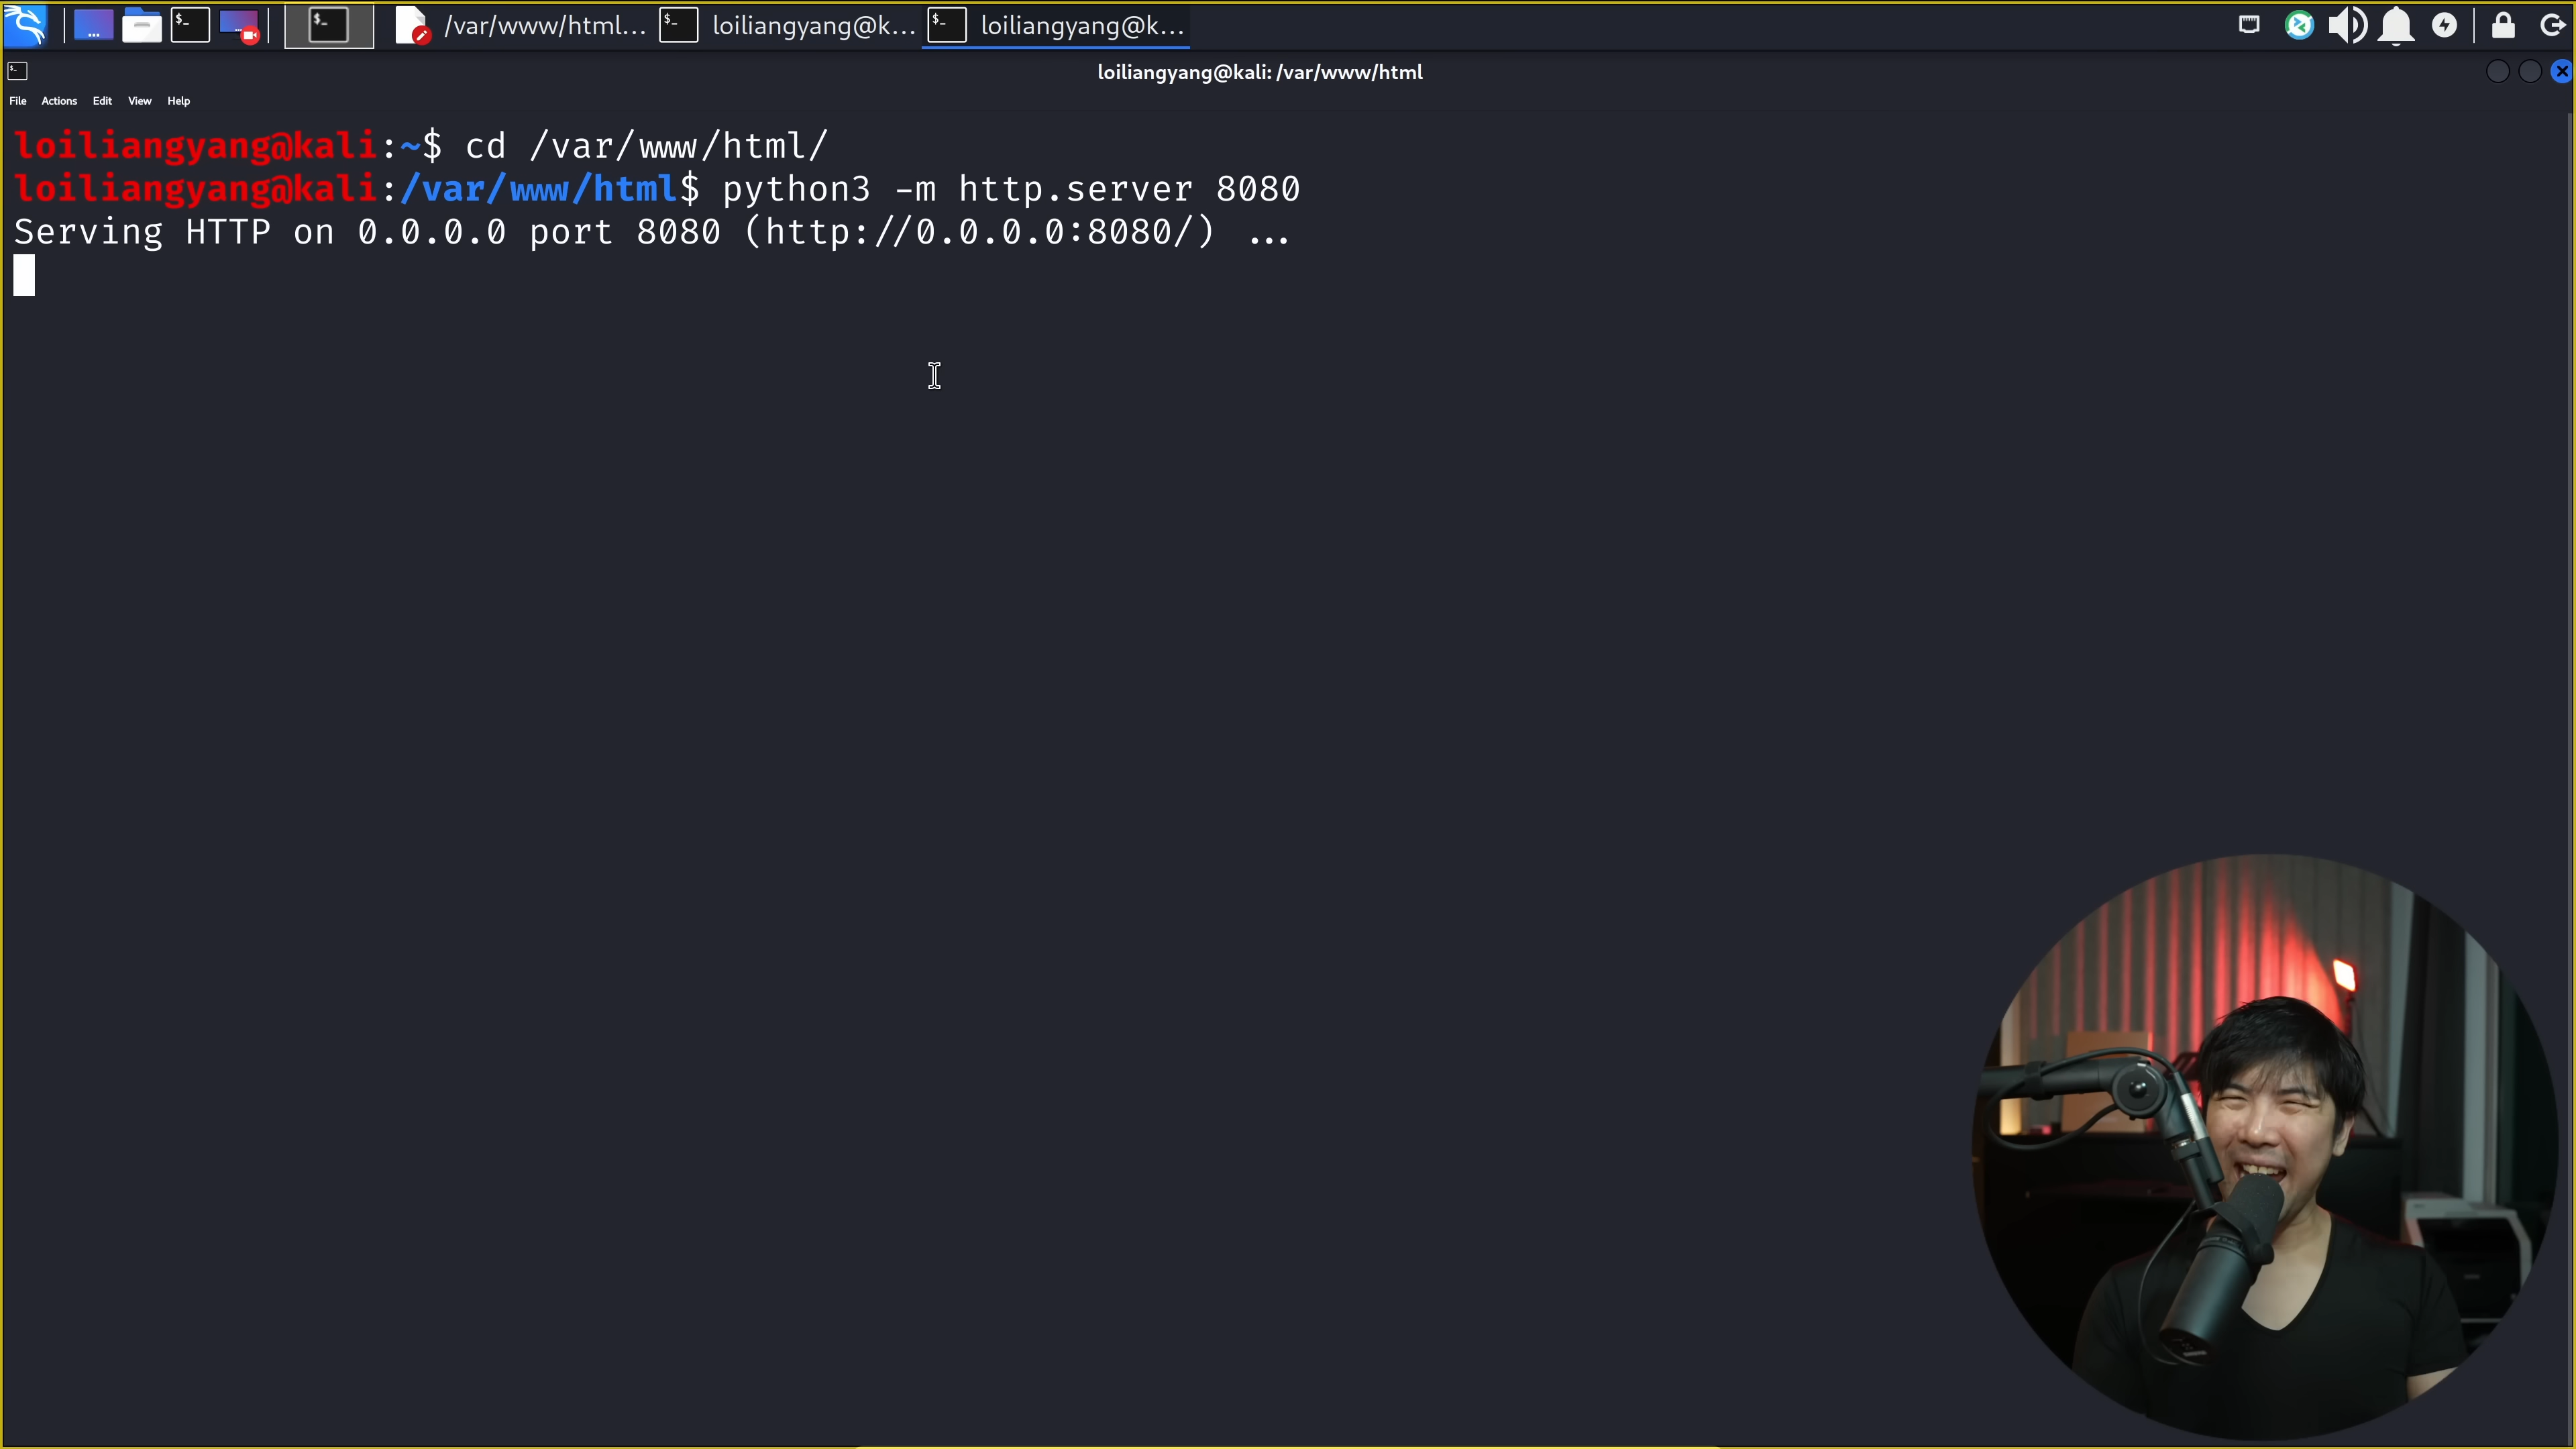 /var/www/html... loiliangyang@k... loiliangyang@k...
loiliangyang@kali: /var/www/html
File Actions Edit View Help
loiliangyang@kali:~$ cd /var/www/html/
loiliangyang@kali:/var/www/html$ python3 -m http.server 8080
Serving HTTP on 0.0.0.0 port 8080 (http://0.0.0.0:8080/) ...